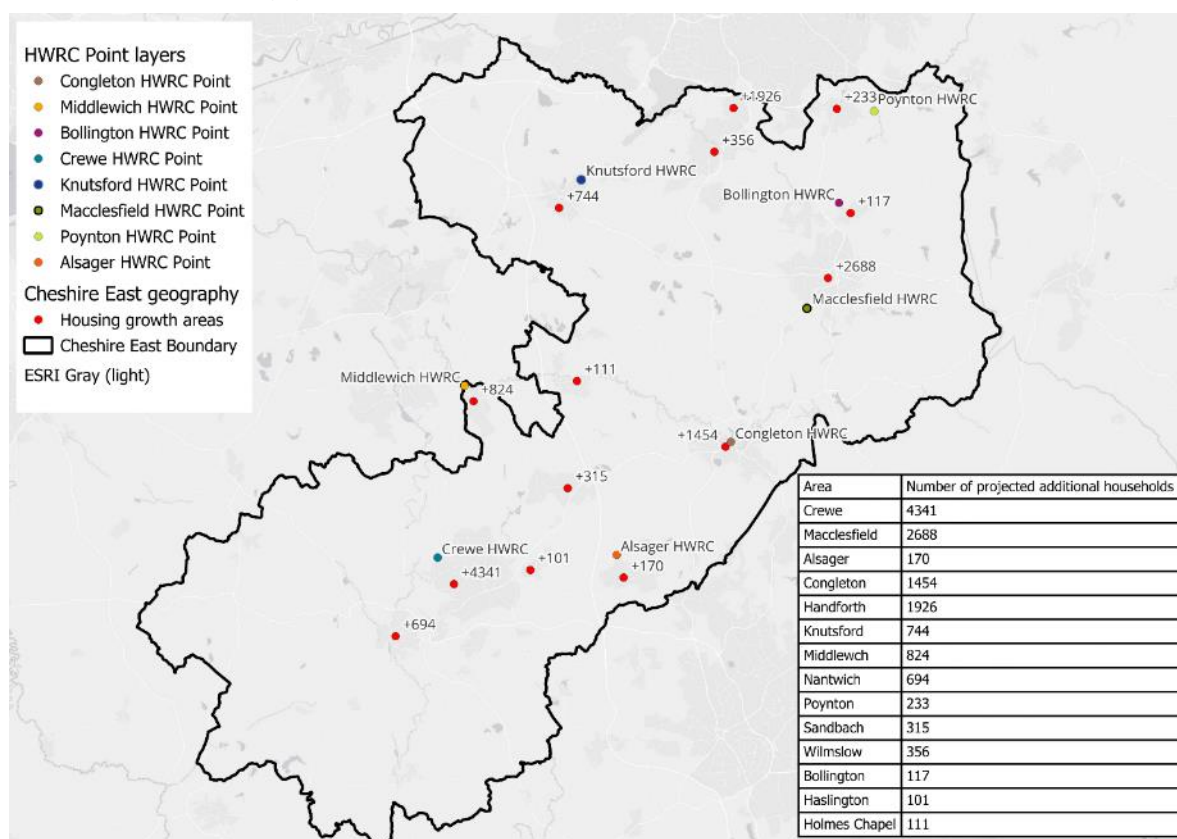 HWRC Point layers
Congleton HWRC Point
Middlewich HWRC Point
Bollington HWRC Point
Crewe HWRC Point
Knutsford HWRC Point
Macclesfield HWRC Point
Poynton HWRC Point
Alsager HWRC Point
Cheshire East geography
Housing growth areas
Cheshire East Boundary
ESRI Gray (light)
+1926
+233
Poynton HWRC
+356
Knutsford HWRC
+744
Bollington HWRC
+117
+2688
Macclesfield HWRC
+111
Middlewich HWRC
+824
+1454
Congleton HWRC
+315
Crewe HWRC
+4341
+101
Alsager HWRC
+170
+694
Area Number of projected additional households
Crewe 4341
Macclesfield 2688
Alsager 170
Congleton 1454
Handforth 1926
Knutsford 744
Middlewch 824
Nantwich 694
Poynton 233
Sandbach 315
Wilmslow 356
Bollington 117
Haslington 101
Holmes Chapel 111